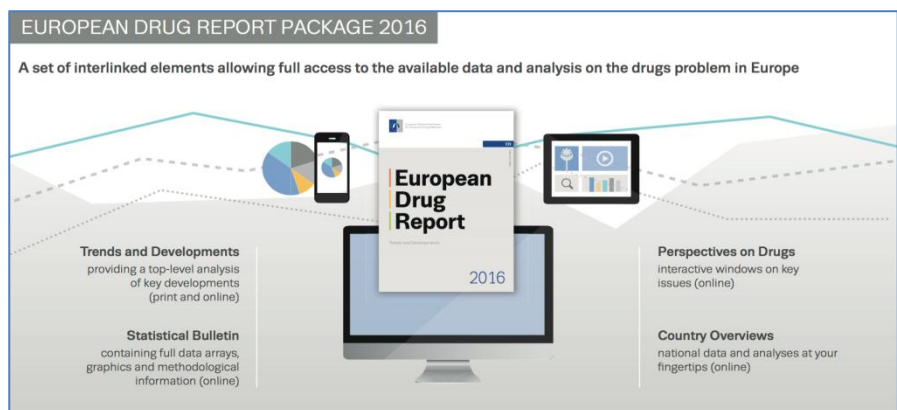 EUROPEAN DRUG REPORT PACKAGE 2016
A set of interlinked elements allowing full access to the available data and analysis on the drugs problem in Europe
European
Drug
Report
Trends and Developments
2016
Trends and Developments
providing a top-level analysis
of key developments
(print and online)
Statistical Bulletin
containing full data arrays,
graphics and methodological
information (online)
Perspectives on Drugs
interactive windows on key
issues (online)
Country Overviews
national data and analyses at your
fingertips (online)